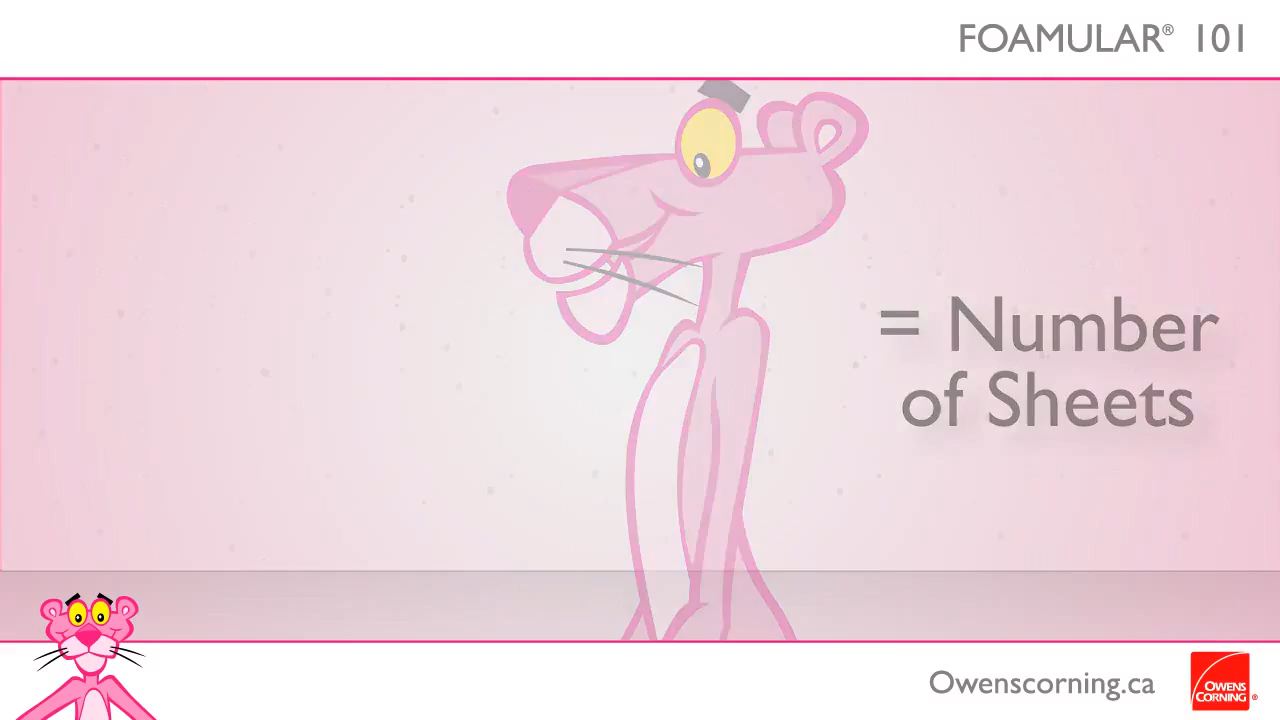 FOAMULAR® 101
= Number
of Sheets
Owenscorning.ca
OWENS
CORNING®